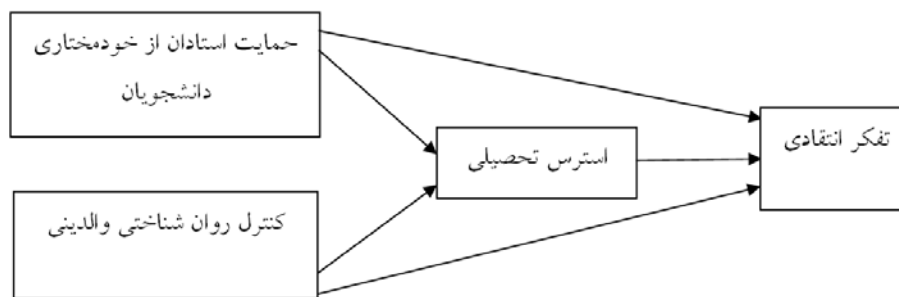 حمایت استادان از خودمختاری
دانشجویان
تفکر انتقادی
استرس تحصیلی
کنترل روان شناختی والدینی